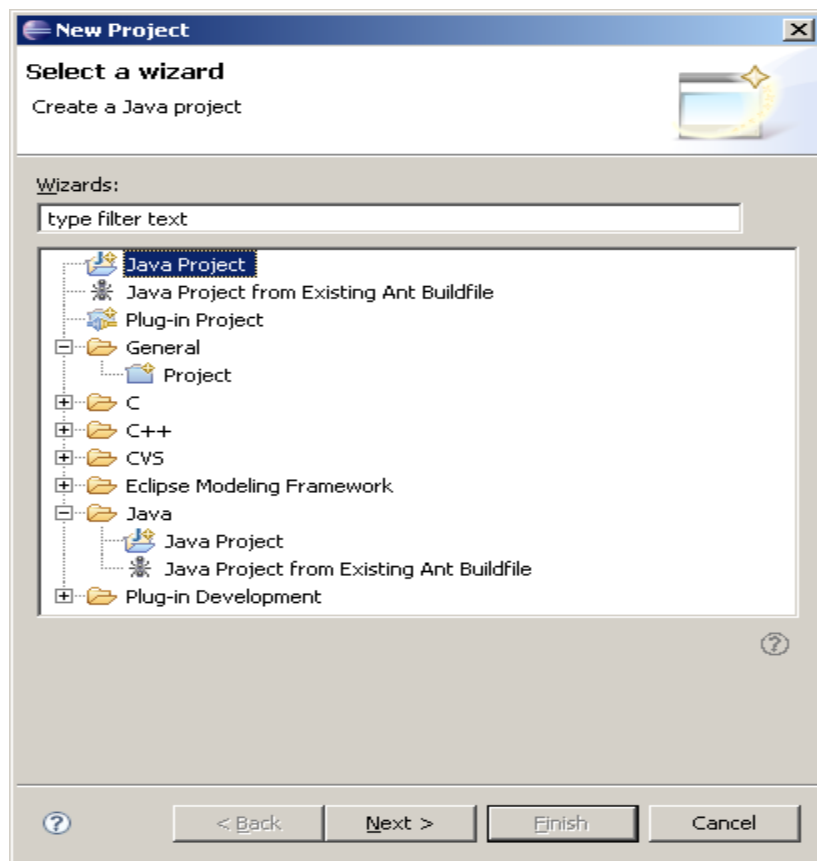 New Project
Select a wizard
Create a Java project
Wizards:
type filter text
Java Project
Java Project from Existing Ant Buildfile
Plug-in Project
General
Project
C
C++
CVS
Eclipse Modeling Framework
Java
Java Project
Java Project from Existing Ant Buildfile
Plug-in Development
< Back Next > Finish Cancel